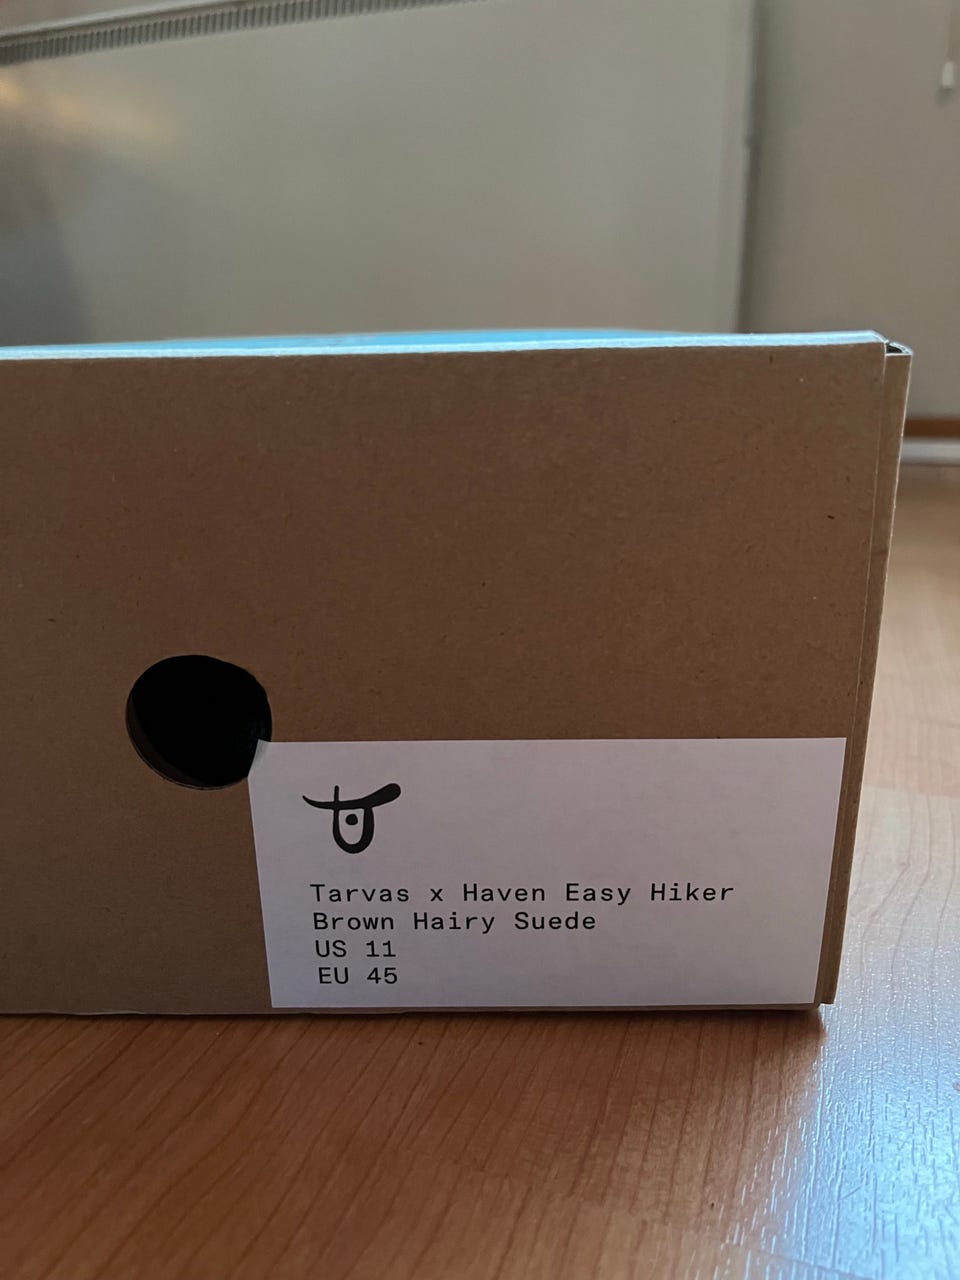 Tarvas x Haven Easy Hiker
Brown Hairy Suede
US 11
EU 45